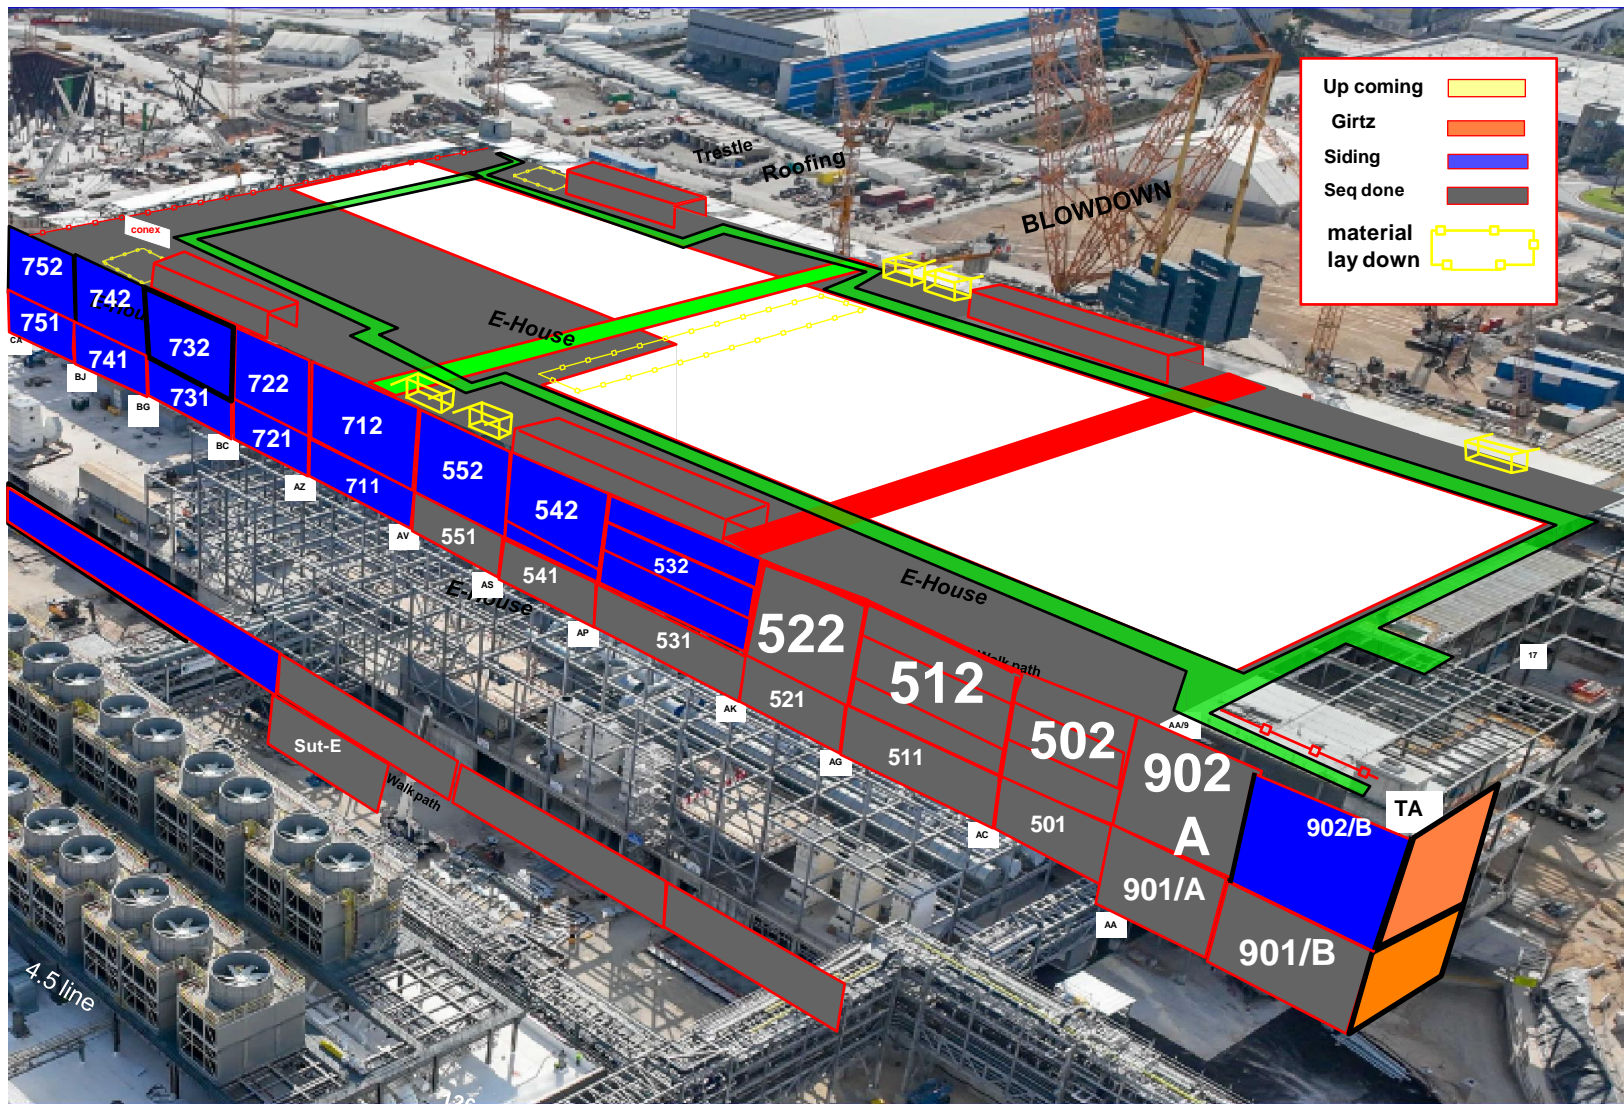 Up coming
Girtz
Siding
Seq done
material
lay down
Trestle
Roofing
BLOWDOWN
conex
E-House
752
742
732
722
712
552
542
532
522
512
502
902
A
902/B
751
741
731
721
711
551
541
531
521
511
501
901/A
901/B
CA
BJ
BG
BC
AZ
AV
AS
AP
AK
AG
AC
AA
AA/9
17
TA
E-House
E-House
Walk path
Sut-E
Walk path
4.5 line